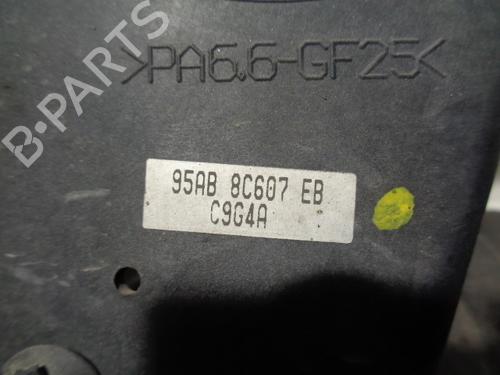 >PA6.6-GF25<
B-PARTS
95AB 8C607 EB
C9G4A